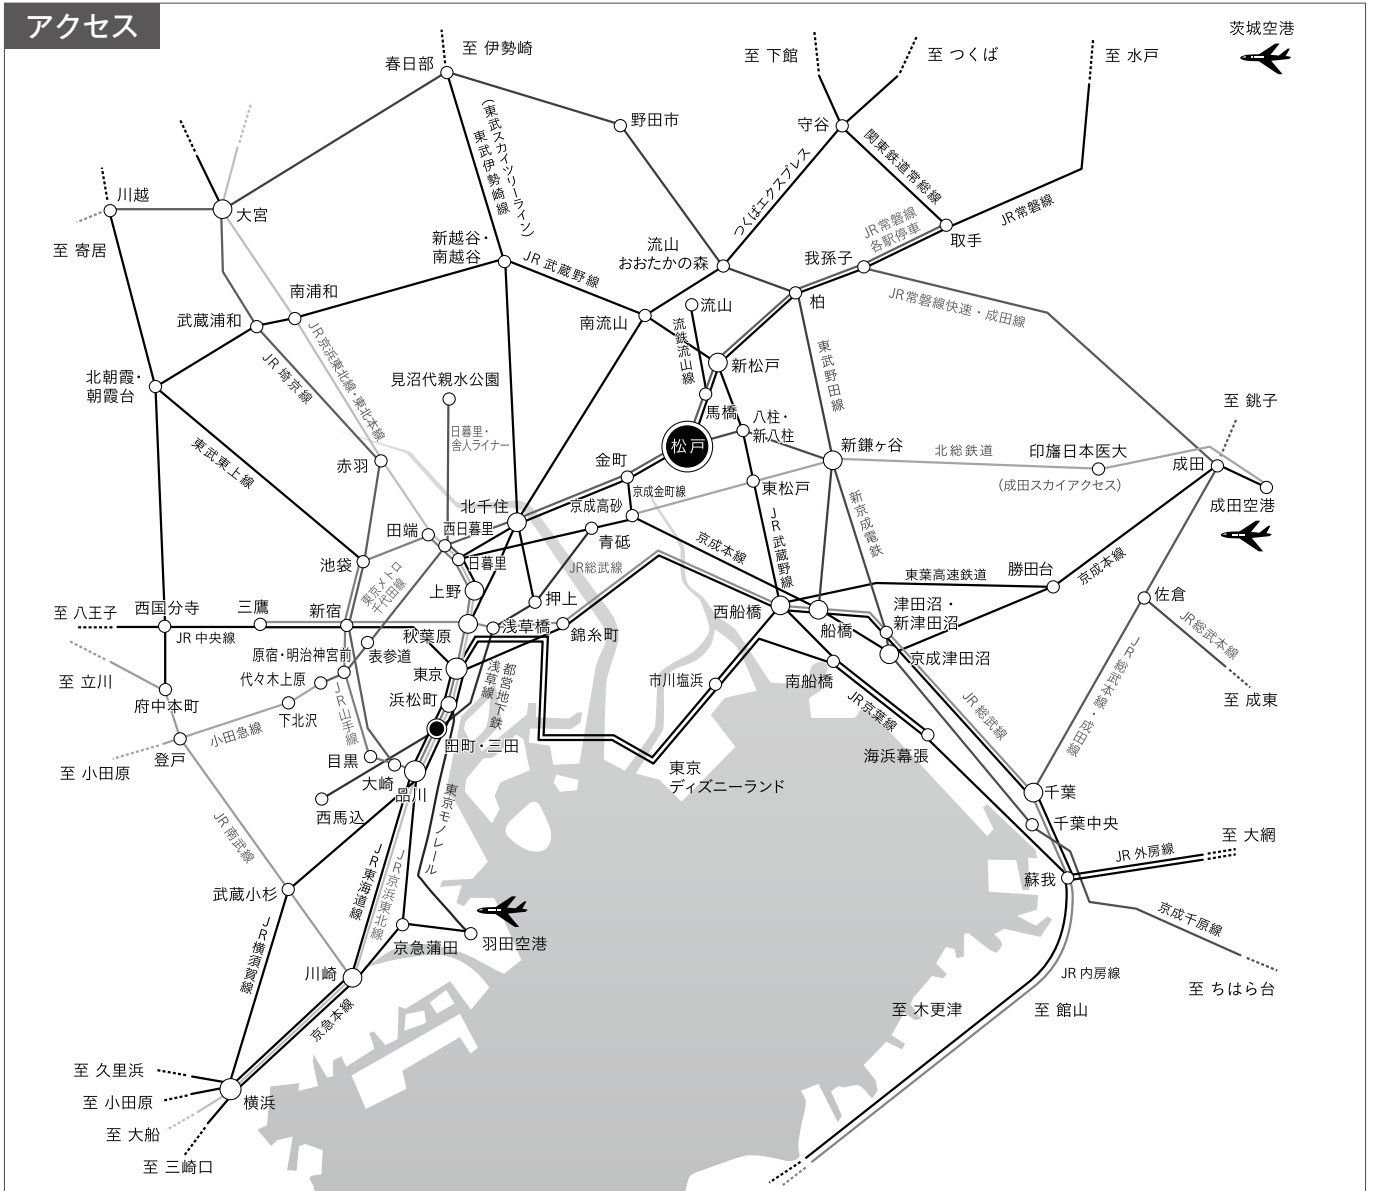 アクセス
茨城空港
至 伊勢崎
至 下館
至 つくば
至 水戸
春日部
野田市
守谷
(東武スカイツリーライン)
東武伊勢崎線
関東鉄道常総線
つくばエクスプレス
川越
大宮
JR常磐線
取手
JR常磐線
各駅停車
至 寄居
新越谷・
南越谷
流山
おおたかの森
我孫子
JR 武蔵野線
南浦和
武蔵浦和
流山
柏
JR常磐線快速・成田線
南流山
流鉄流山線
JR京浜東北線・東北本線
JR 埼京線
東武野田線
新松戸
北朝霞・
朝霞台
見沼代親水公園
馬橋
八柱・
新八柱
至 銚子
松戸
日暮里・
舎人ライナー
新鎌ヶ谷
北総鉄道
印旛日本医大
成田
赤羽
東武東上線
金町
京成金町線
東松戸
(成田スカイアクセス)
成田空港
北千住
京成高砂
新京成電鉄
田端
西日暮里
青砥
JR武蔵野線
京成本線
池袋
日暮里
JR総武線
東葉高速鉄道
勝田台
京成本線
東京メトロ
千代田線
上野
押上
佐倉
至 八王子
西国分寺
三鷹
新宿
西船橋
船橋
津田沼・
新津田沼
JR 中央線
秋葉原
浅草橋
錦糸町
JR総武本線
原宿・明治神宮前
表参道
京成津田沼
JR総武本線・成田線
至 立川
代々木上原
東京
都営地下鉄
浅草線
市川塩浜
南船橋
至 成東
府中本町
下北沢
浜松町
JR京葉線
JR 総武線
小田急線
JR山手線
登戸
田町・三田
海浜幕張
至 小田原
目黒
大崎
品川
東京
ディズニーランド
西馬込
東京モノレール
千葉
千葉中央
JR 南武線
至 大網
JR 外房線
JR東海道線
JR京浜東北線
武蔵小杉
蘇我
京成千原線
JR横須賀線
京急蒲田
羽田空港
川崎
JR 内房線
至 ちはら台
京急本線
至 木更津
至 館山
至 久里浜
至 小田原
横浜
至 大船
至 三崎口